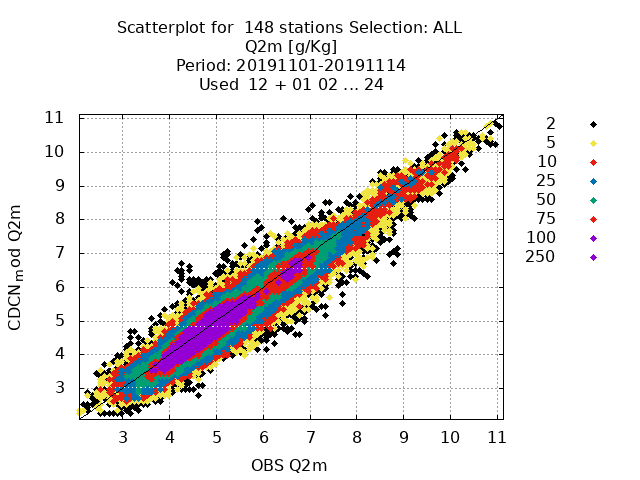 Scatterplot for  148 stations Selection: ALL
Q2m [g/Kg]
Period: 20191101-20191114
Used  12 + 01 02 ... 24
11
10
9
8
7
6
5
4
3
CDCN_mod Q2m
3 4 5 6 7 8 9 10 11
OBS Q2m
2
5
10
25
50
75
100
250